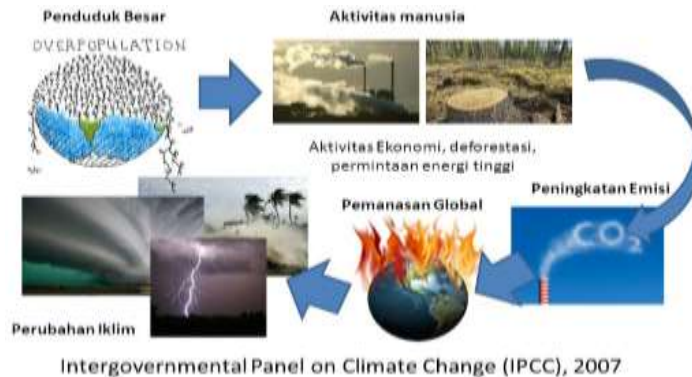 Penduduk Besar
OVERPOPULATION
Aktivitas manusia
Aktivitas Ekonomi, deforestasi,
permintaan energi tinggi
Peningkatan Emisi
CO2
Pemanasan Global
Perubahan Iklim
Intergovernmental Panel on Climate Change (IPCC), 2007